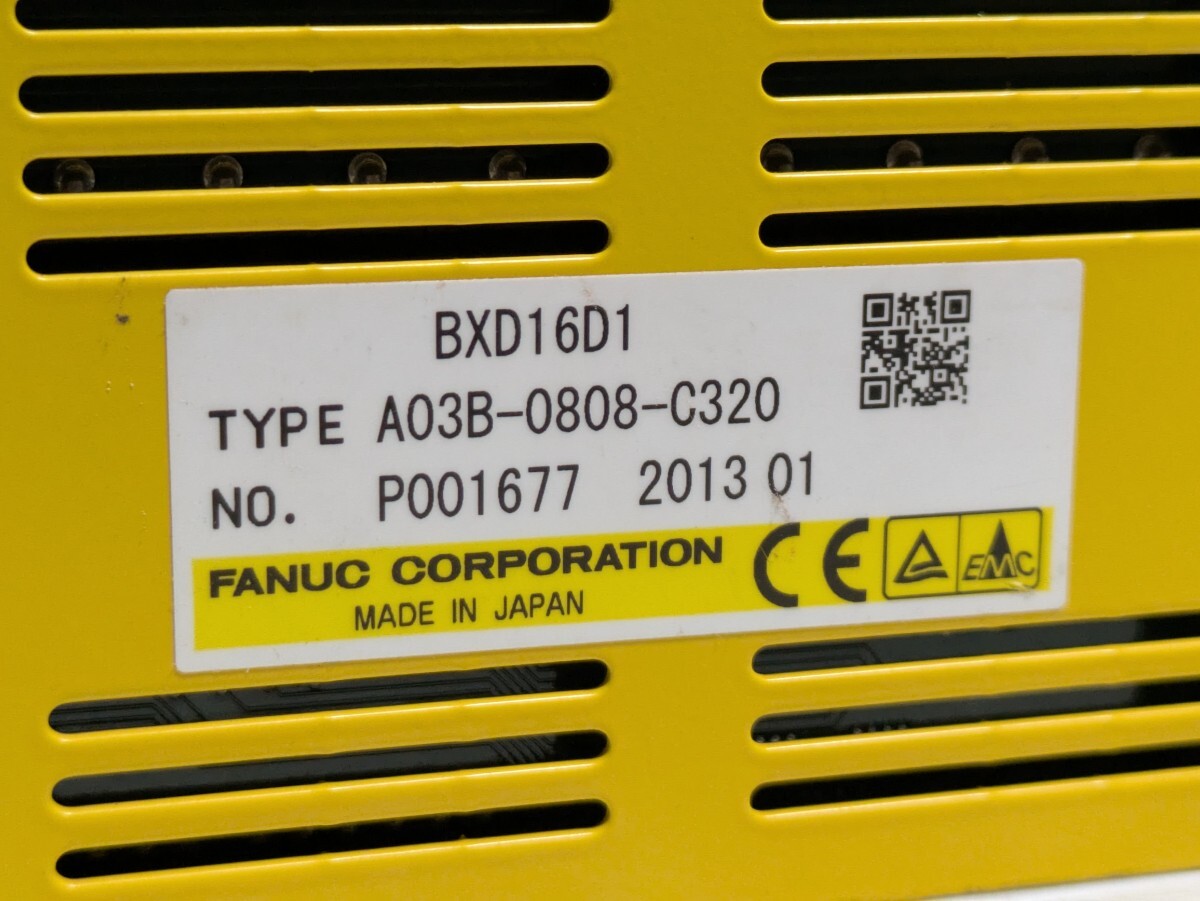 BXD16D1
TYPE A03B-0808-C320
NO. P001677 2013 01
FANUC CORPORATION
MADE IN JAPAN
CE
EMC